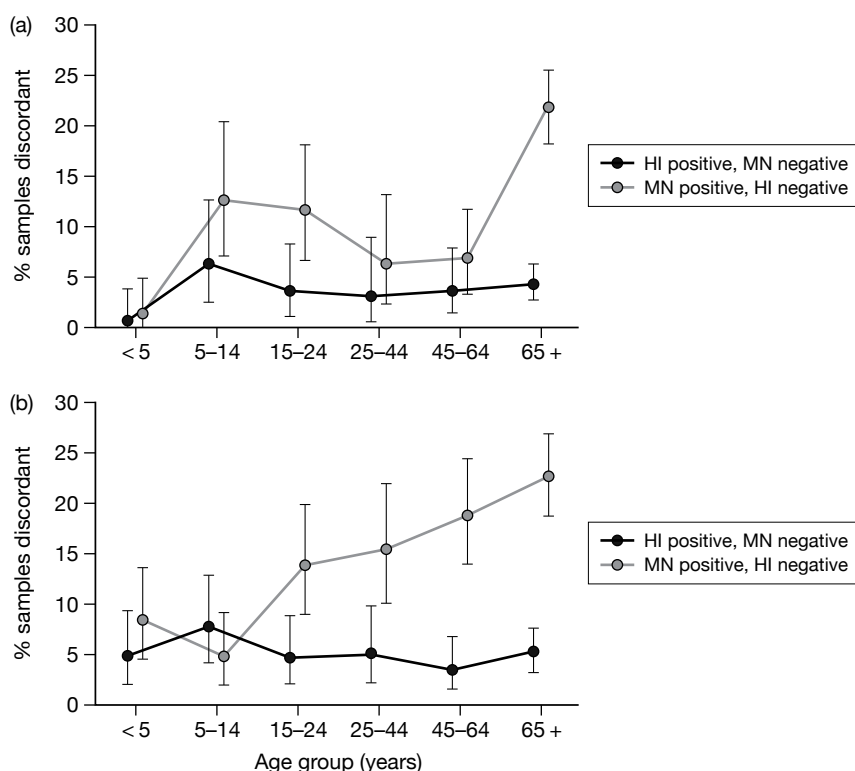 (a)
30
25
20
15
10
5
0
% samples discordant
< 5 5–14 15–24 25–44 45–64 65 +
HI positive, MN negative
MN positive, HI negative
(b)
30
25
20
15
10
5
0
% samples discordant
< 5 5–14 15–24 25–44 45–64 65 +
Age group (years)
HI positive, MN negative
MN positive, HI negative